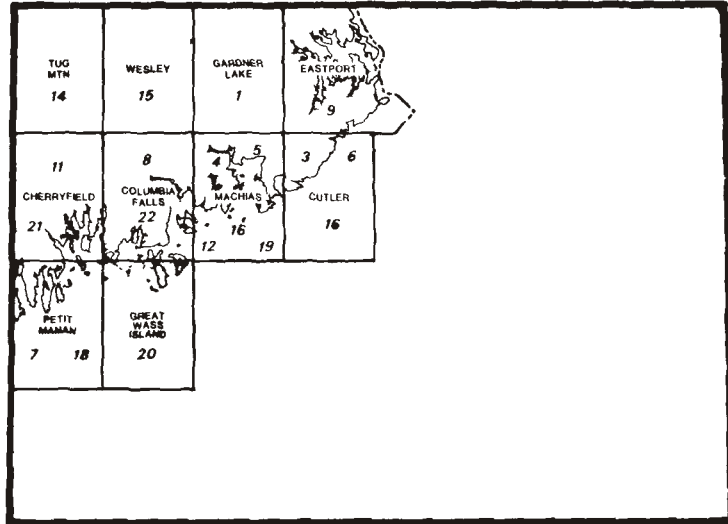 TUG
MTN
14
WESLEY
15
GARDNER
LAKE
1
EASTPORT
9
11
CHERRYFIELD
21
8
COLUMBIA
FALLS
22
4
5
MACHIAS
16
12
19
3
6
CUTLER
16
PETIT
MANAN
7
18
GREAT
WASS
ISLAND
20